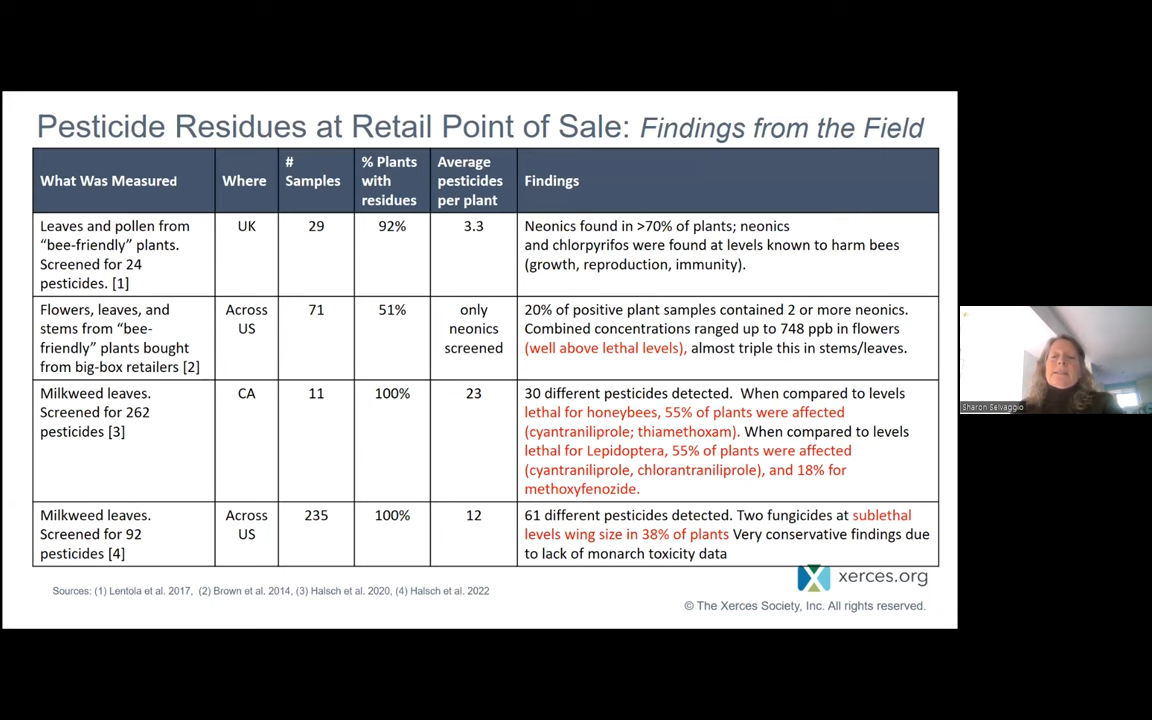 Pesticide Residues at Retail Point of Sale: Findings from the Field
What Was Measured
Where
#
Samples
% Plants
with
residues
Average
pesticides
per plant
Findings
Leaves and pollen from
“bee-friendly” plants.
Screened for 24
pesticides. [1]
UK
29
92%
3.3
Neonics found in >70% of plants; neonics
and chlorpyrifos were found at levels known to harm bees
(growth, reproduction, immunity).
Flowers, leaves, and
stems from “bee-
friendly” plants bought
from big-box retailers [2]
Across
US
71
51%
only
neonics
screened
20% of positive plant samples contained 2 or more neonics.
Combined concentrations ranged up to 748 ppb in flowers
(well above lethal levels), almost triple this in stems/leaves.
Milkweed leaves.
Screened for 262
pesticides [3]
CA
11
100%
23
30 different pesticides detected. When compared to levels
lethal for honeybees, 55% of plants were affected
(cyantraniliprole; thiamethoxam). When compared to levels
lethal for Lepidoptera, 55% of plants were affected
(cyantraniliprole, chlorantraniliprole), and 18% for
methoxyfenozide.
Milkweed leaves.
Screened for 92
pesticides [4]
Across
US
235
100%
12
61 different pesticides detected. Two fungicides at sublethal
levels wing size in 38% of plants Very conservative findings due
to lack of monarch toxicity data
Sources: (1) Lentola et al. 2017, (2) Brown et al. 2014, (3) Halsch et al. 2020, (4) Halsch et al. 2022
xerces.org
© The Xerces Society, Inc. All rights reserved.
Sharon Selvaggio